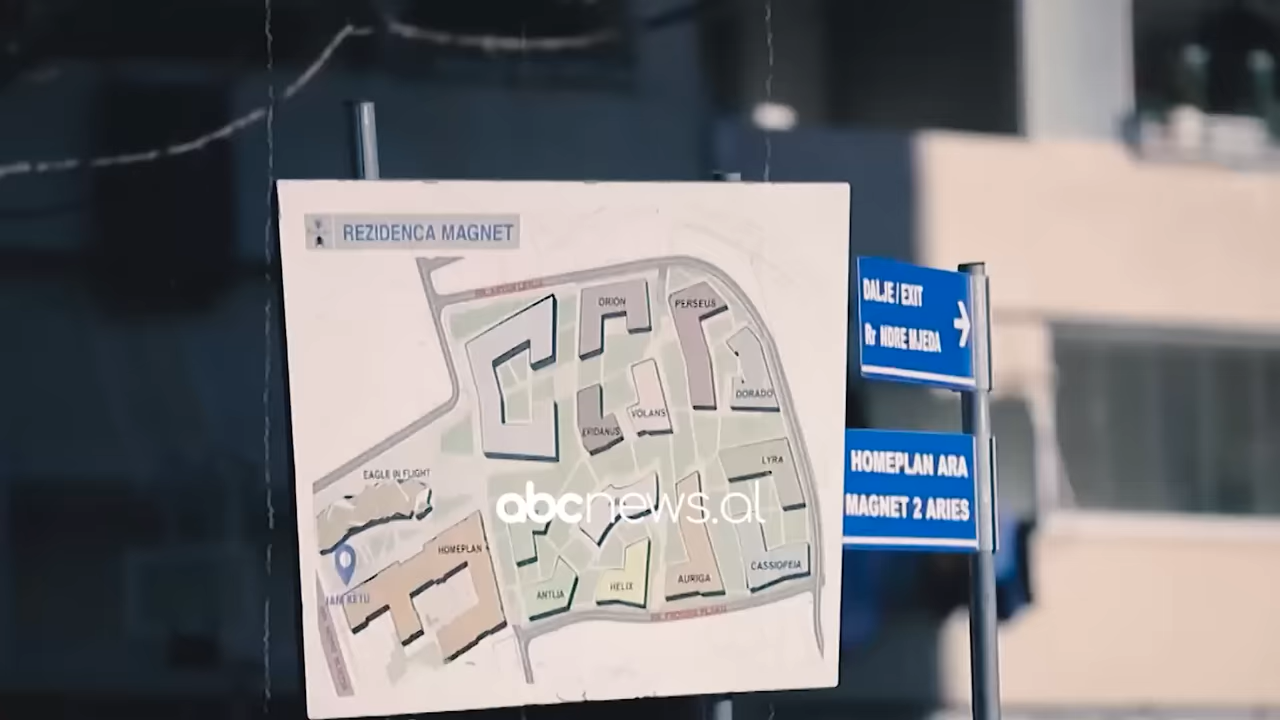 REZIDENCA MAGNET
ORION
PERSEUS
DORADO
VOLANS
ERIDANUS
LYRA
EAGLE IN FLIGHT
HOMEPLAN
CASSIOPEIA
AURIGA
HELIX
ANTLIA
JANI KETU
abcnews.al
DALJE / EXIT
Rr NDRE MJEDA
HOMEPLAN ARA
MAGNET 2 ARIES